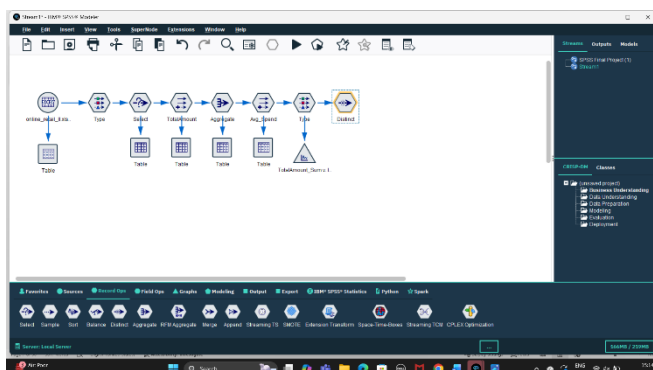 Stream1* - IBM® SPSS® Modeler
File Edit Insert View Tools SuperNode Extensions Window Help
Streams Outputs Models
SPSS Final Project (1)
Stream1
Type Select TotalAmount Aggregate Avg_Spend Type Distinct
Table
Table Table Table Table
CRISP-DM Classes
(unsaved project)
Business Understanding
Data Understanding
Data Preparation
Modeling
Evaluation
Deployment
Favorites Sources Record Ops Field Ops Graphs Modeling Output Export IBM® SPSS® Statistics Python Spark
Select Sample Sort Balance Distinct Aggregate RFM Aggregate Merge Append Streaming TS SMOTE Extension Transform Space-Time-Boxes Streaming TCM CPLEX Optimization
Server: Local Server
...
Air: Poor
Search
ENG